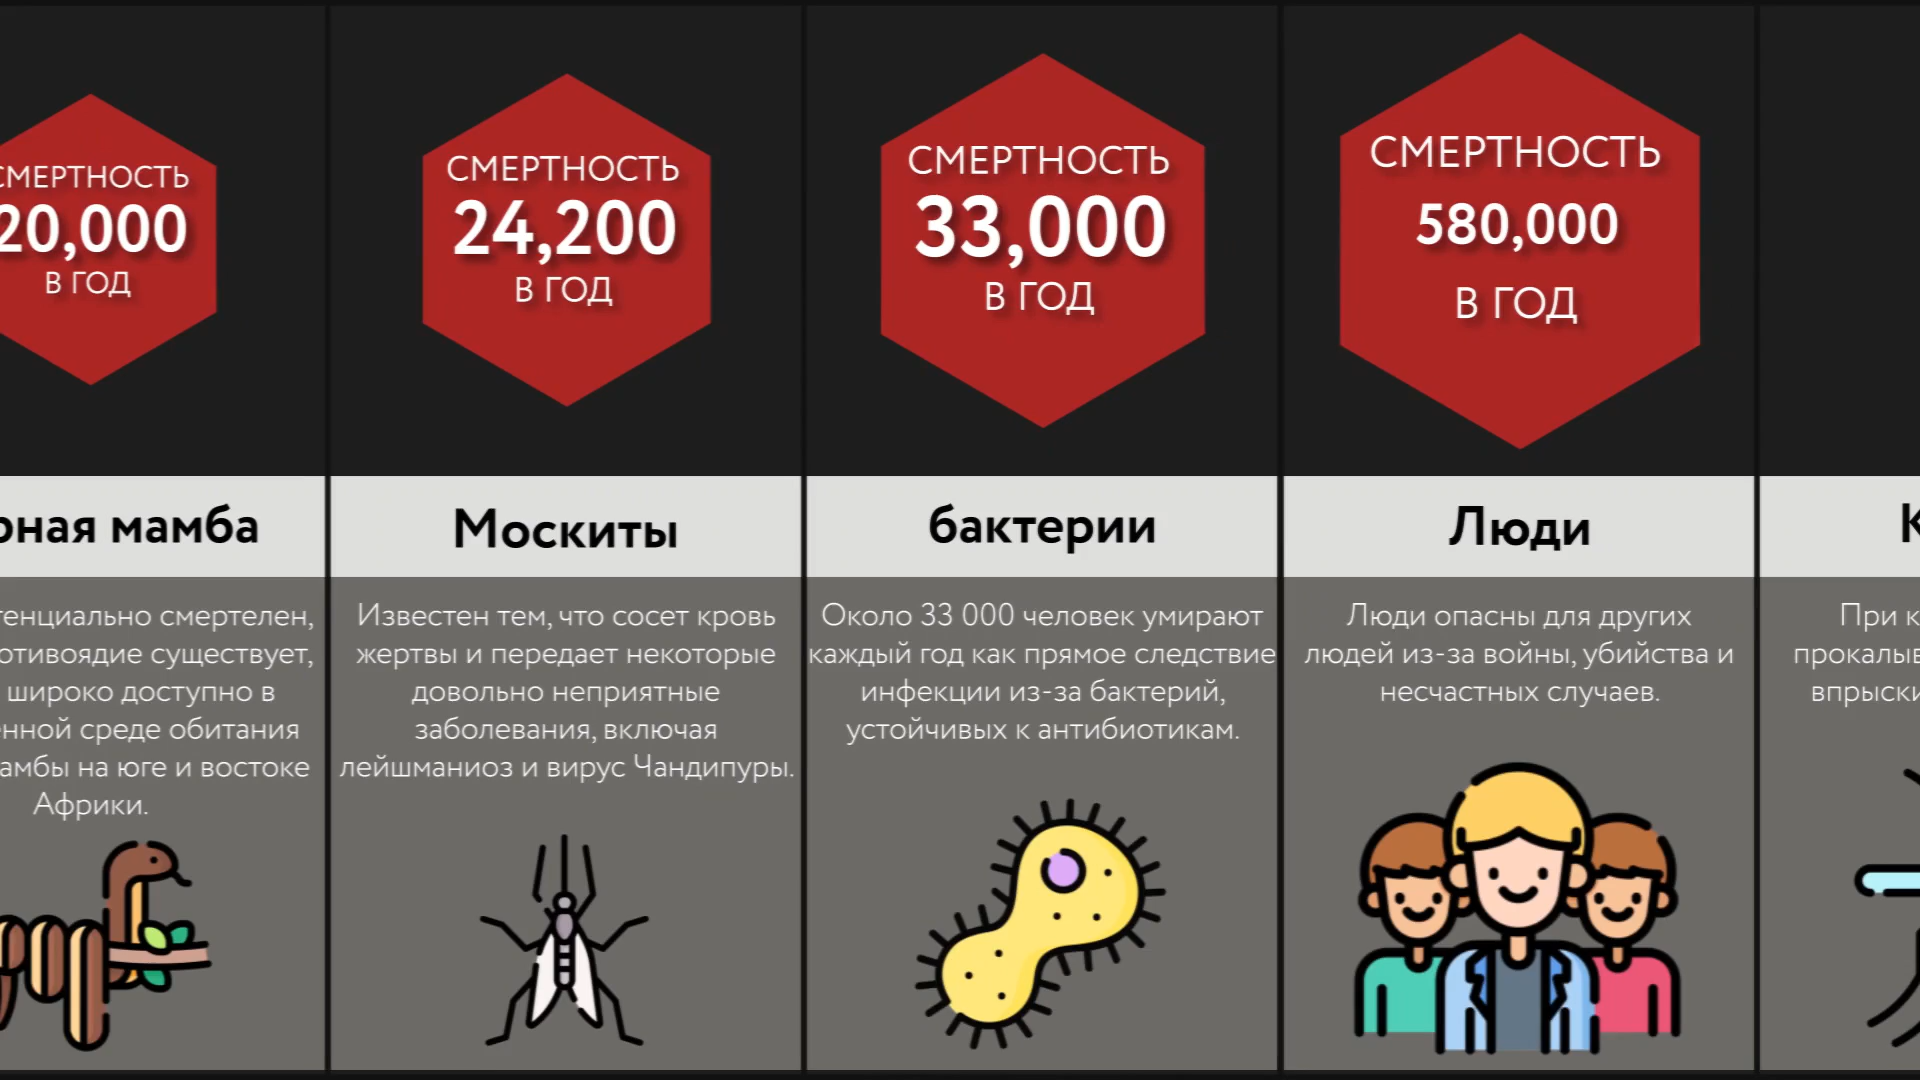 СМЕРТНОСТЬ
20,000
В ГОД
рная мамба
тенциально смертелен,
отивоядие существует,
широко доступно в
енной среде обитания
амбы на юге и востоке
Африки.
СМЕРТНОСТЬ
24,200
В ГОД
Москиты
Известен тем, что сосет кровь
жертвы и передает некоторые
довольно неприятные
заболевания, включая
лейшманиоз и вирус Чандипуры.
СМЕРТНОСТЬ
33,000
В ГОД
бактерии
Около 33 000 человек умирают
каждый год как прямое следствие
инфекции из-за бактерий,
устойчивых к антибиотикам.
СМЕРТНОСТЬ
580,000
В ГОД
Люди
Люди опасны для других
людей из-за войны, убийства и
несчастных случаев.
К
При к
прокалыв
впрыски